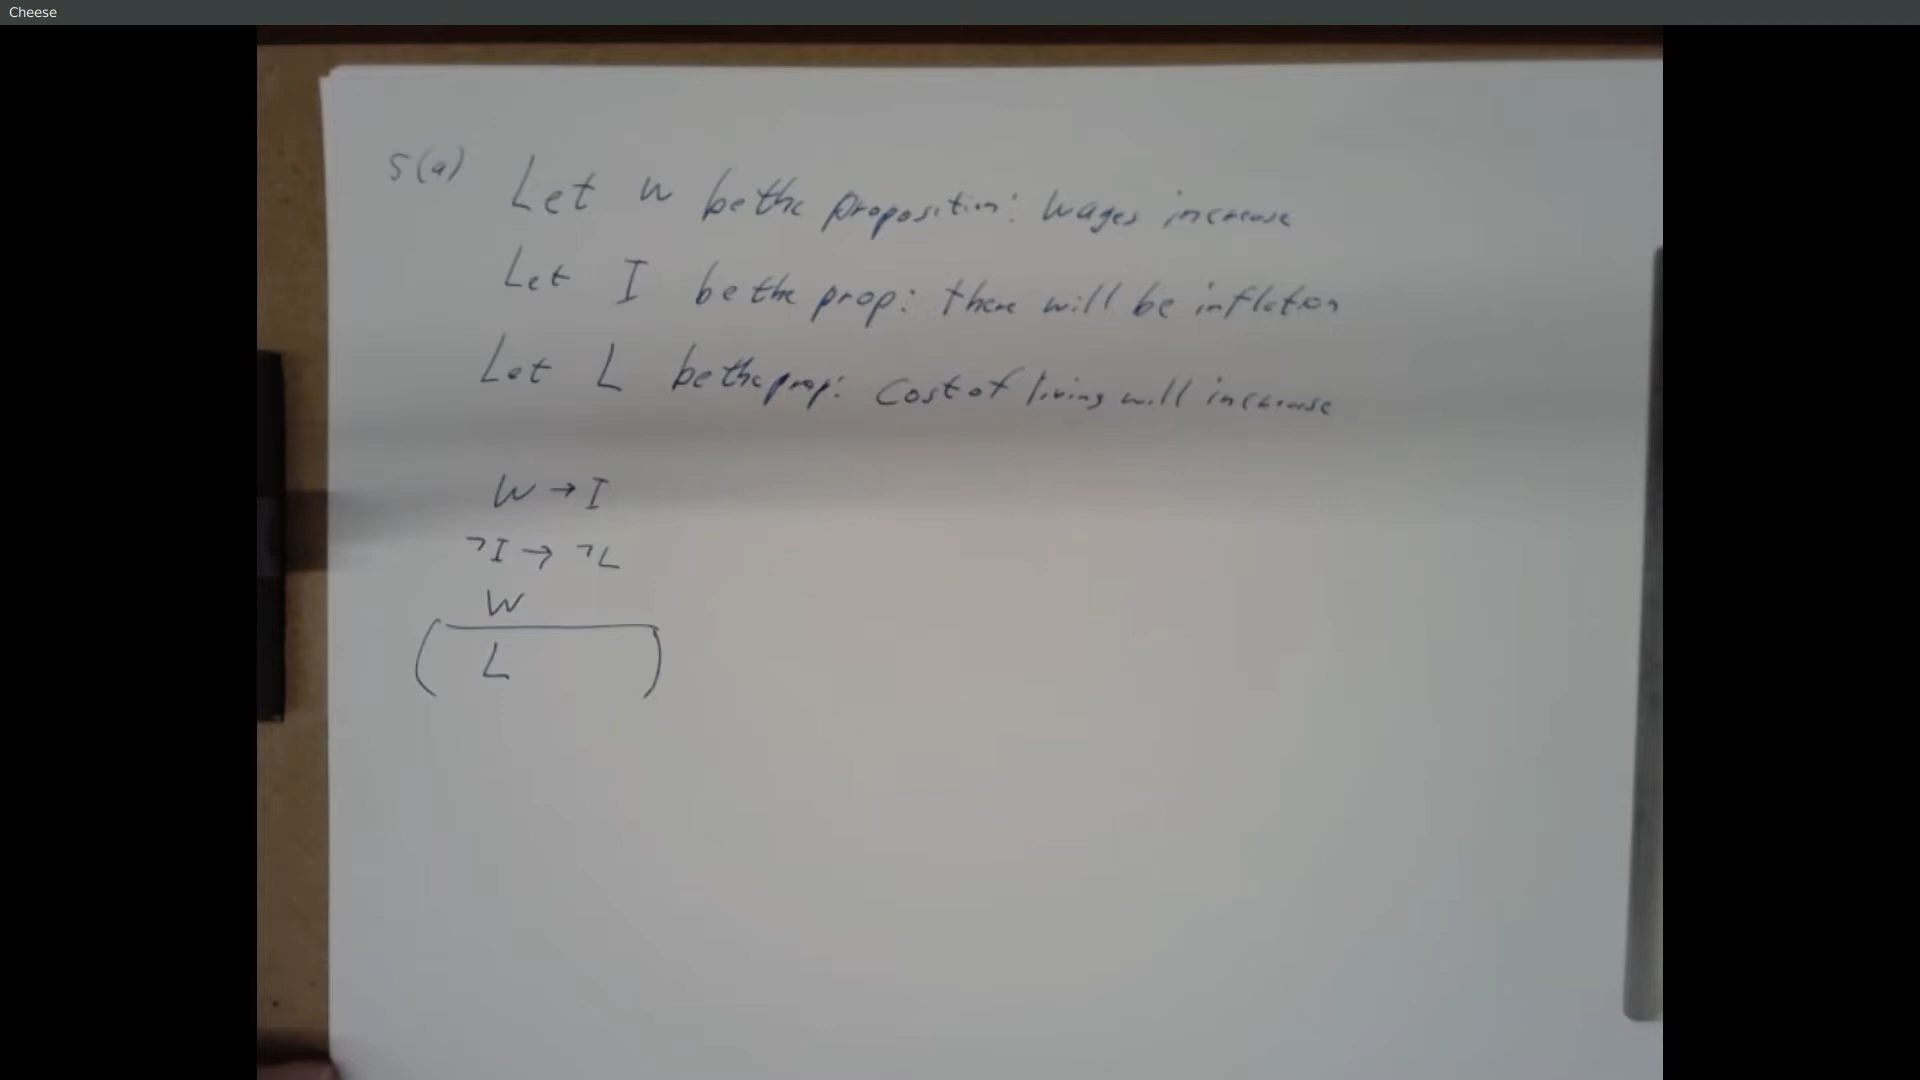 Cheese
5(a) Let W be the proposition: Wages increase
Let I be the prop: there will be inflation
Let L be the prop: Cost of living will increase
W → I
¬I → ¬L
W
( L )